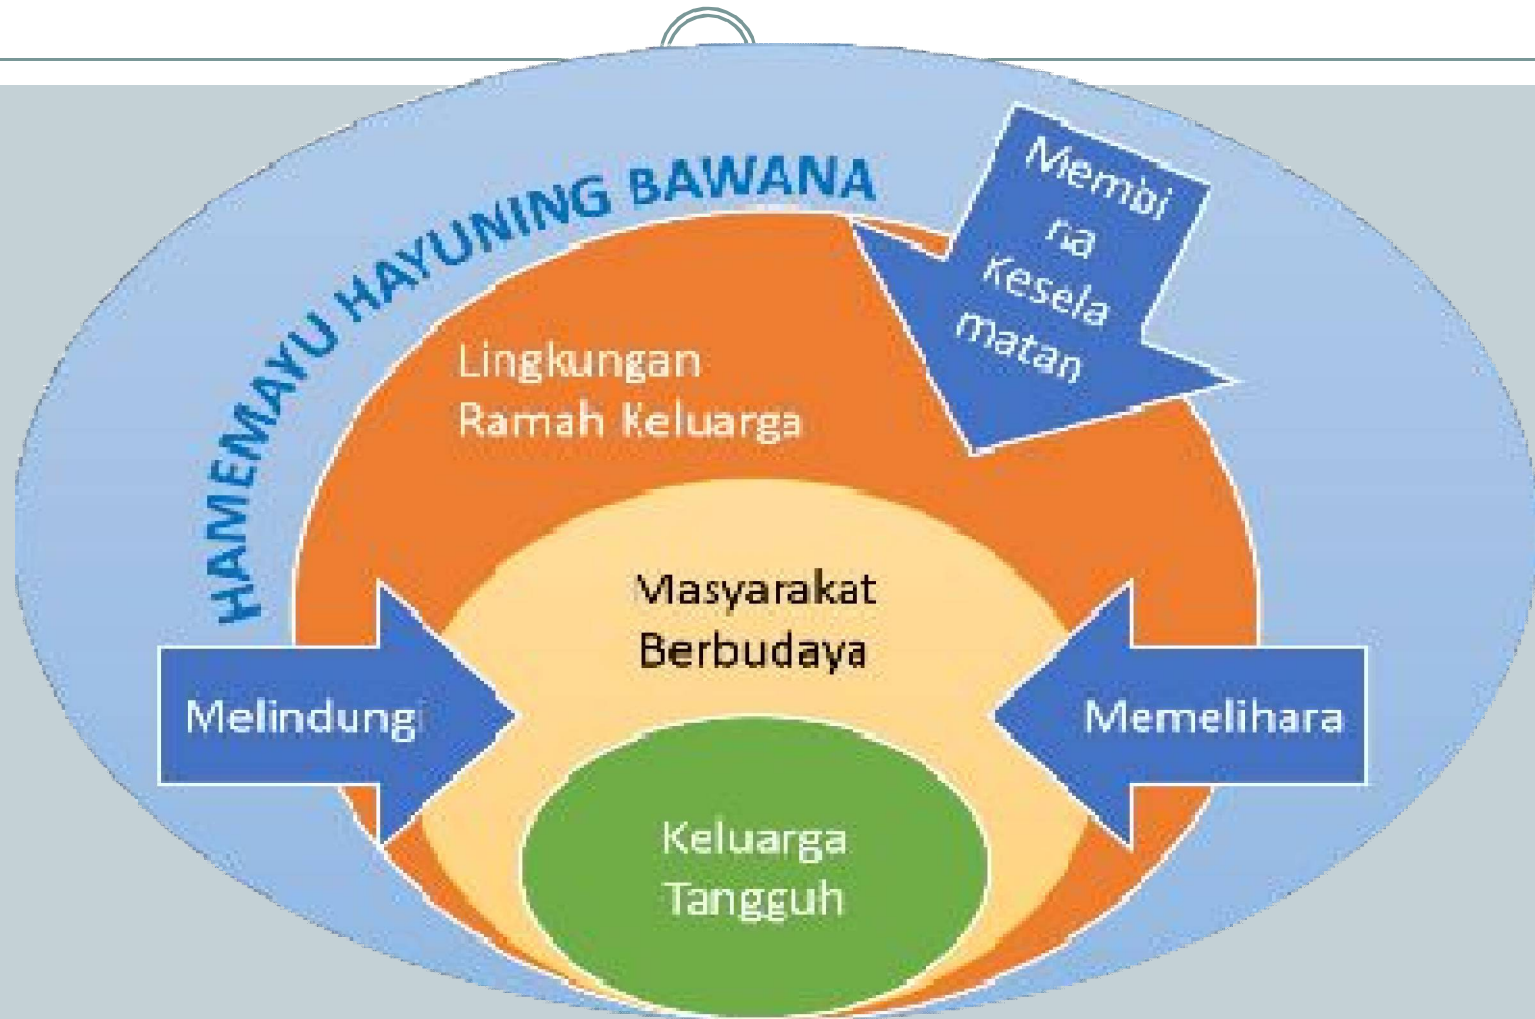 HAMEMAYU HAYUNING BAWANA
Membi
na
Kesela
matan
Lingkungan
Ramah Keluarga
Masyarakat
Berbudaya
Melindungi
Memelihara
Keluarga
Tangguh